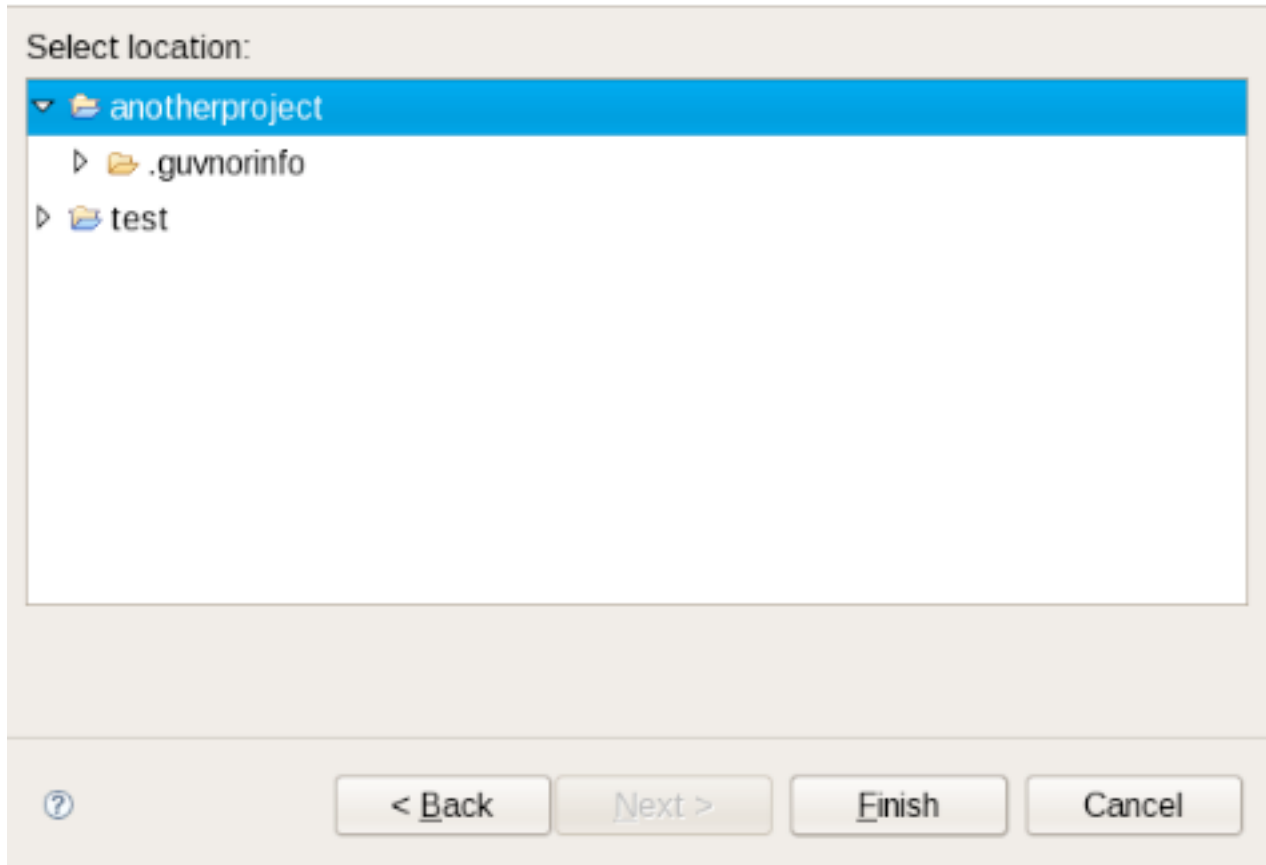 Select location:
anotherproject
.guvnorinfo
test
< Back
Next >
Finish
Cancel